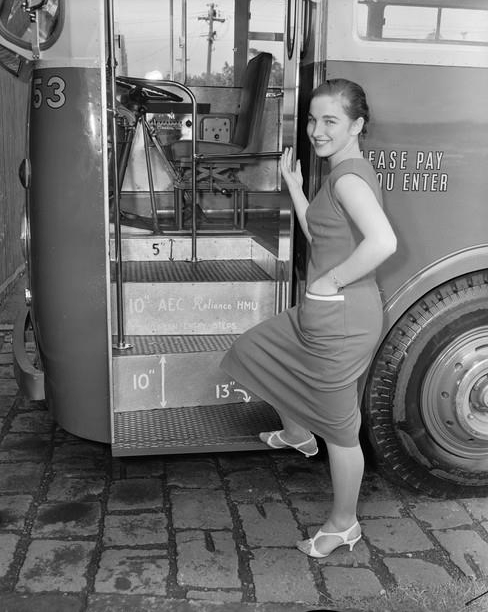 53
EASE PAY
OU ENTER
5"
10" AEC Reliance HMU
10"
13"